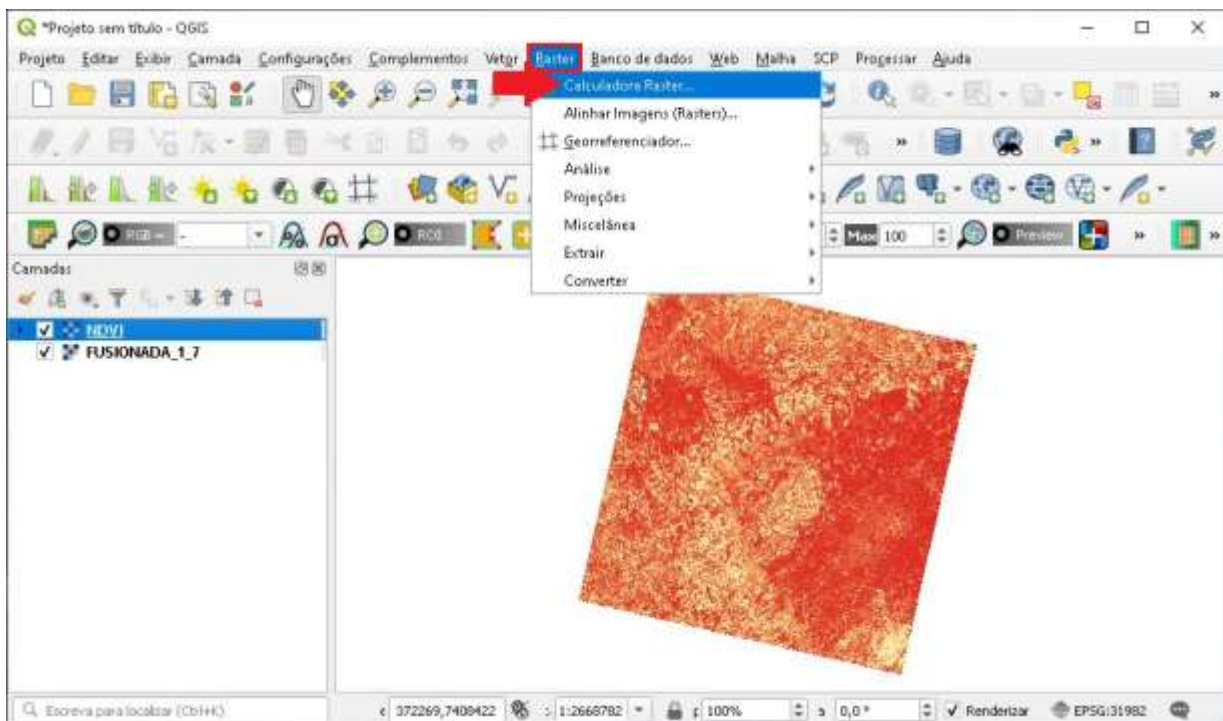 *Projeto sem título - QGIS
Projeto Editar Exibir Camada Configurações Complementos Vetor Raster Banco de dados Web Malha SCP Processar Ajuda
Calculadora Raster...
Alinhar Imagens (Rasters)...
Georreferenciador...
Análise
Projeções
Miscelânea
Extrair
Converter
RGB = -
ROI
Max 100
Preview
Camadas
NDVI
FUSIONADA_1_7
Escreva para localizar (Ctrl+K)
372269,7408422
1:2668782
100%
0,0 °
Renderizar
EPSG:31982